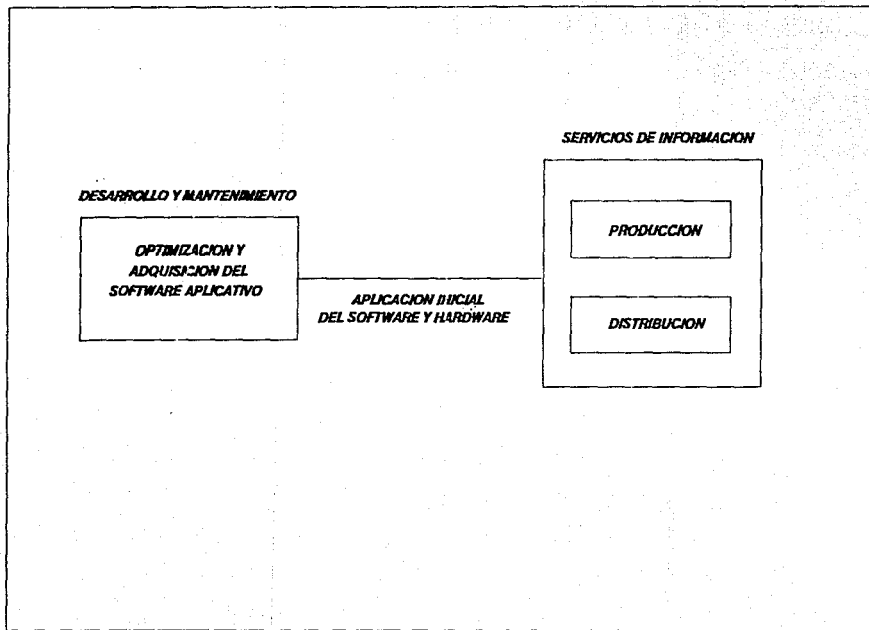 SERVICIOS DE INFORMACION
DESARROLLO Y MANTENIMIENTO
OPTIMIZACION Y
ADQUISICION DEL
SOFTWARE APLICATIVO
APLICACION INICIAL
DEL SOFTWARE Y HARDWARE
PRODUCCION
DISTRIBUCION